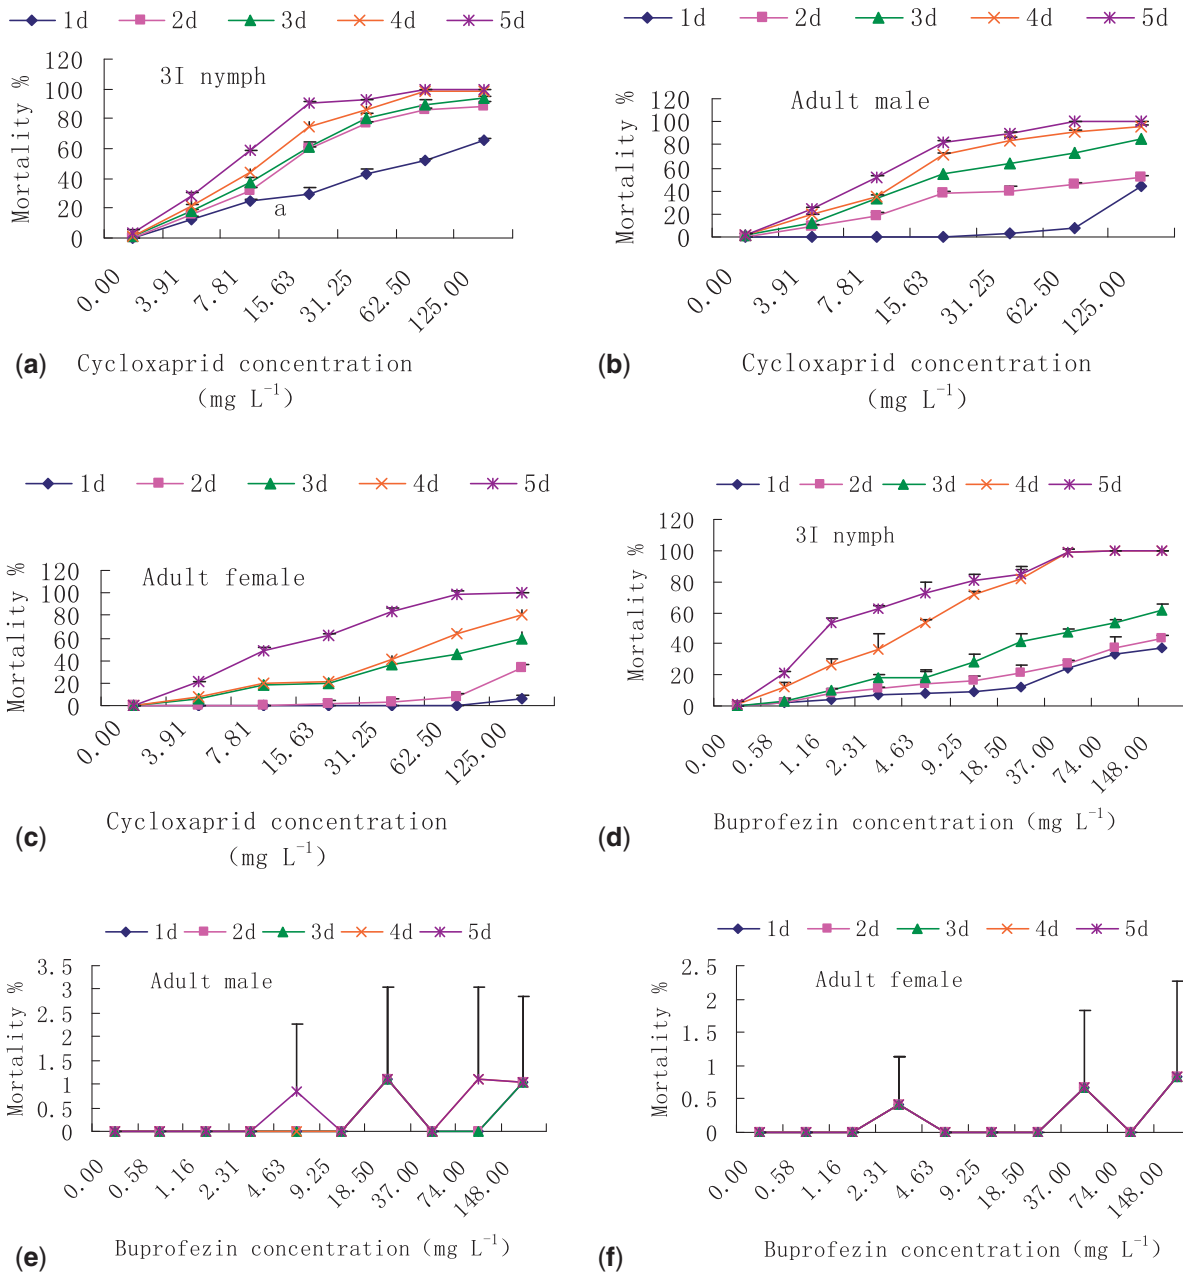 1d 2d 3d 4d 5d
120
100
80
60
40
20
0
Mortality %
3I nymph
a
0.00 3.91 7.81 15.63 31.25 62.50 125.00
(a) Cycloxaprid concentration
(mg L⁻¹)
1d 2d 3d 4d 5d
120
100
80
60
40
20
0
Mortality %
Adult male
0.00 3.91 7.81 15.63 31.25 62.50 125.00
(b) Cycloxaprid concentration
(mg L⁻¹)
1d 2d 3d 4d 5d
120
100
80
60
40
20
0
Mortality %
Adult female
0.00 3.91 7.81 15.63 31.25 62.50 125.00
(c) Cycloxaprid concentration
(mg L⁻¹)
1d 2d 3d 4d 5d
120
100
80
60
40
20
0
Mortality %
3I nymph
0.00 0.58 1.16 2.31 4.63 9.25 18.50 37.00 74.00 148.00
(d) Buprofezin concentration (mg L⁻¹)
1d 2d 3d 4d 5d
3.5
3
2.5
2
1.5
1
0.5
0
Mortality %
Adult male
0.00 0.58 1.16 2.31 4.63 9.25 18.50 37.00 74.00 148.00
(e) Buprofezin concentration (mg L⁻¹)
1d 2d 3d 4d 5d
2.5
2
1.5
1
0.5
0
Mortality %
Adult female
0.00 0.58 1.16 2.31 4.63 9.25 18.50 37.00 74.00 148.00
(f) Buprofezin concentration (mg L⁻¹)